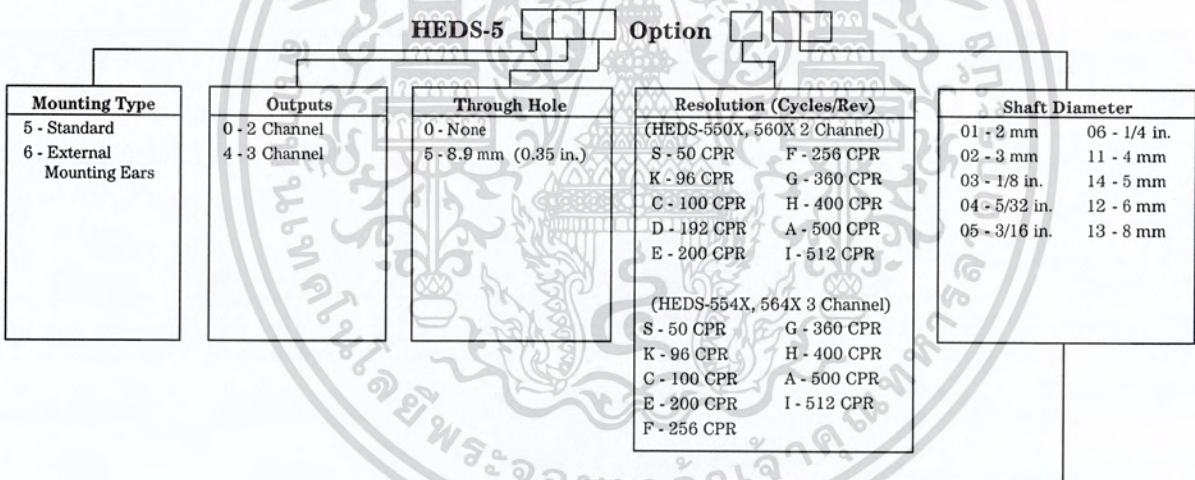 HEDS-5 Option
Mounting Type
5 - Standard
6 - External
Mounting Ears
Outputs
0 - 2 Channel
4 - 3 Channel
Through Hole
0 - None
5 - 8.9 mm (0.35 in.)
Resolution (Cycles/Rev)
(HEDS-550X, 560X 2 Channel)
S - 50 CPR F - 256 CPR
K - 96 CPR G - 360 CPR
C - 100 CPR H - 400 CPR
D - 192 CPR A - 500 CPR
E - 200 CPR I - 512 CPR
(HEDS-554X, 564X 3 Channel)
S - 50 CPR G - 360 CPR
K - 96 CPR H - 400 CPR
C - 100 CPR A - 500 CPR
E - 200 CPR I - 512 CPR
F - 256 CPR
Shaft Diameter
01 - 2 mm 06 - 1/4 in.
02 - 3 mm 11 - 4 mm
03 - 1/8 in. 14 - 5 mm
04 - 5/32 in. 12 - 6 mm
05 - 3/16 in. 13 - 8 mm